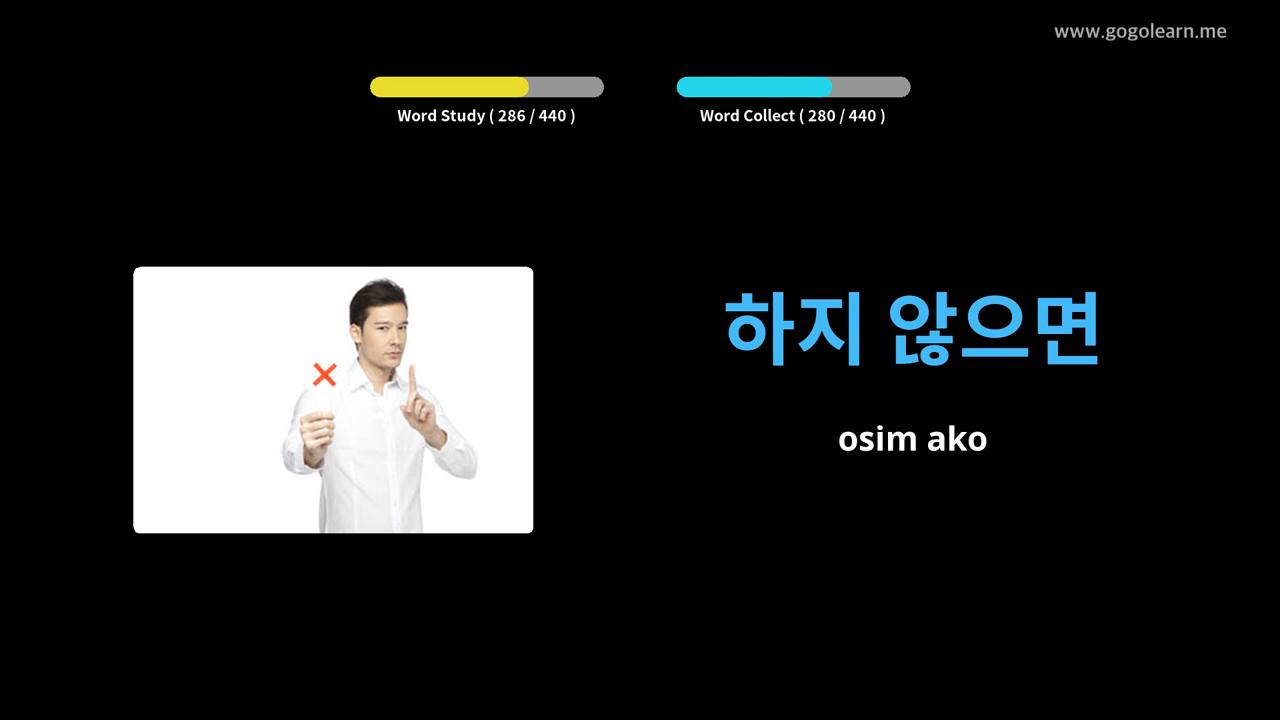 www.gogolearn.me
Word Study ( 286 / 440 )
Word Collect ( 280 / 440 )
하지 않으면
osim ako